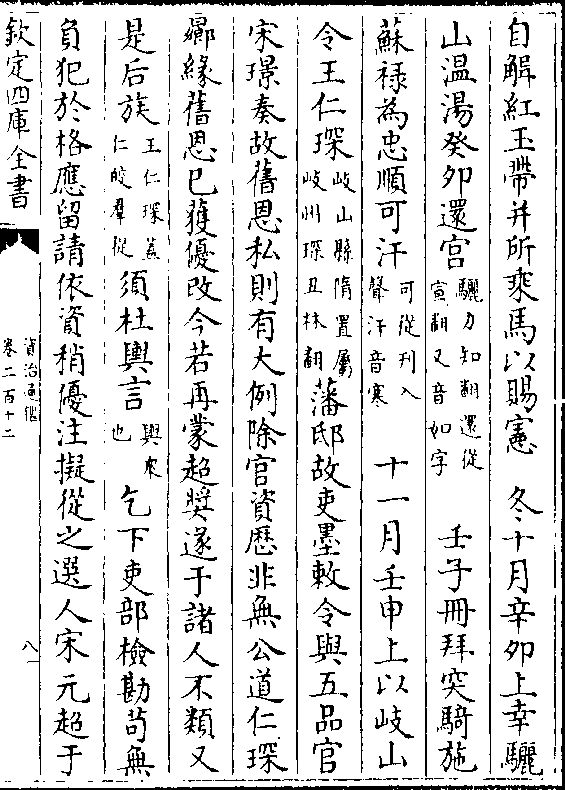 自解紅玉帶并所乘馬以賜憲　冬十月辛卯上幸驪
山温湯癸卯還宫驪力知翻還從宣翻又音如字　壬子冊拜突騎施
蘇禄為忠順可汗可從刋入聲汗音寒　十一月壬申上以岐山
令王仁琛岐山縣隋置屬岐州琛丑林翻藩邸故吏墨敕令與五品官
宋璟奏故舊恩私則有大例除官資歴非無公道仁琛
曏緣舊恩已獲優改今若再蒙超奬遂于諸人不類又
是后族王仁琛蓋仁皎羣從須杜輿言輿衆也乞下吏部檢勘苟無
負犯於格應留請依資稍優注擬從之選人宋元超于
欽定四庫全書
資治通鑑
卷二百十二
八